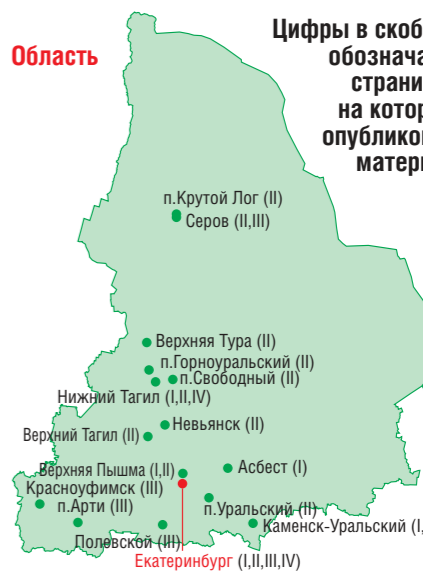 Цифры в скоб
Область
обознача
страни
на котор
опубликов
матери
п.Крутой Лог (II)
Серов (II,III)
Верхняя Тура (II)
п.Горноуральский (II)
п.Свободный (II)
Нижний Тагил (I,II,IV)
Невьянск (II)
Верхний Тагил (II)
Верхняя Пышма (I,II)
Асбест (I)
Красноуфимск (III)
п.Арти (III)
п.Уральский (II)
Каменск-Уральский (I,
Полевской (III)
Екатеринбург (I,II,III,IV)